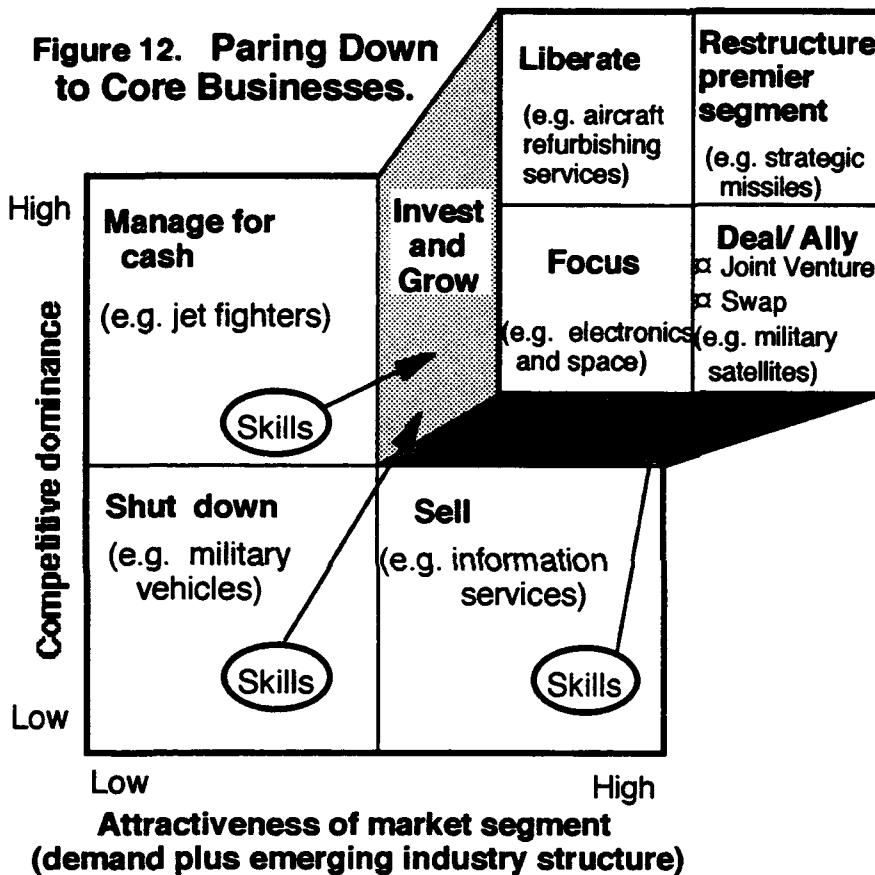 Figure 12. Paring Down
to Core Businesses.
Liberate
(e.g. aircraft
refurbishing
services)
Restructure
premier
segment
(e.g. strategic
missiles)
Invest
and
Grow
Focus
(e.g. electronics
and space)
Deal/ Ally
¤ Joint Venture
¤ Swap
(e.g. military
satellites)
High
Manage for
cash
(e.g. jet fighters)
Skills
Competitive dominance
Shut down
(e.g. military
vehicles)
Skills
Sell
(e.g. information
services)
Skills
Low
Low
High
Attractiveness of market segment
(demand plus emerging industry structure)